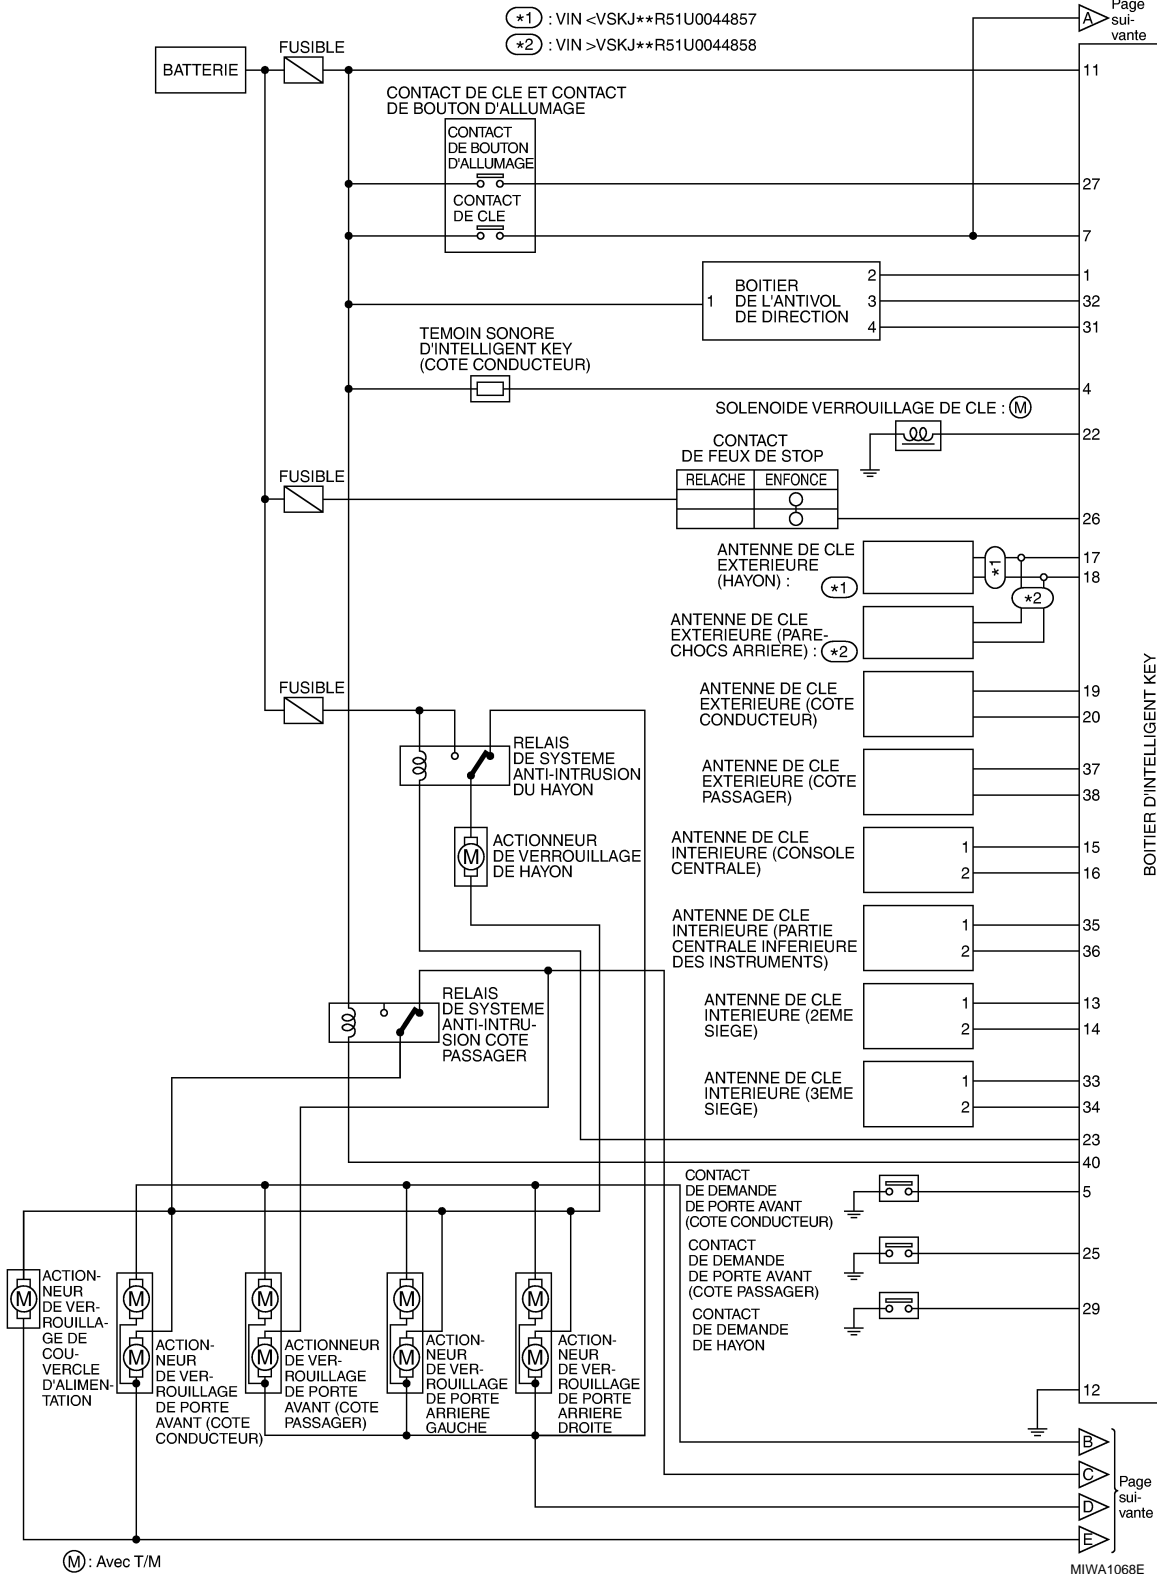 *1 : VIN <VSKJ**R51U0044857
*2 : VIN >VSKJ**R51U0044858
A
Page
sui-
vante
BATTERIE
FUSIBLE
11
CONTACT DE CLE ET CONTACT
DE BOUTON D'ALLUMAGE
CONTACT
DE BOUTON
D'ALLUMAGE
27
CONTACT
DE CLE
7
BOITIER
DE L'ANTIVOL
DE DIRECTION
1
2
3
4
1
32
31
TEMOIN SONORE
D'INTELLIGENT KEY
(COTE CONDUCTEUR)
4
SOLENOIDE VERROUILLAGE DE CLE : M
22
CONTACT
DE FEUX DE STOP
RELACHE ENFONCE
FUSIBLE
26
ANTENNE DE CLE
EXTERIEURE
(HAYON) : *1
*1
17
18
*2
ANTENNE DE CLE
EXTERIEURE (PARE-
CHOCS ARRIERE) : *2
BOITIER D'INTELLIGENT KEY
ANTENNE DE CLE
EXTERIEURE (COTE
CONDUCTEUR)
19
20
FUSIBLE
RELAIS
DE SYSTEME
ANTI-INTRUSION
DU HAYON
ANTENNE DE CLE
EXTERIEURE (COTE
PASSAGER)
37
38
M
ACTIONNEUR
DE VERROUILLAGE
DE HAYON
ANTENNE DE CLE
INTERIEURE (CONSOLE
CENTRALE)
1
2
15
16
ANTENNE DE CLE
INTERIEURE (PARTIE
CENTRALE INFERIEURE
DES INSTRUMENTS)
1
2
35
36
RELAIS
DE SYSTEME
ANTI-INTRU-
SION COTE
PASSAGER
ANTENNE DE CLE
INTERIEURE (2EME
SIEGE)
1
2
13
14
ANTENNE DE CLE
INTERIEURE (3EME
SIEGE)
1
2
33
34
23
40
CONTACT
DE DEMANDE
DE PORTE AVANT
(COTE CONDUCTEUR)
5
CONTACT
DE DEMANDE
DE PORTE AVANT
(COTE PASSAGER)
25
CONTACT
DE DEMANDE
DE HAYON
29
M
ACTION-
NEUR
DE VER-
ROUILLA-
GE DE
COU-
VERCLE
D'ALIMEN-
TATION
M
M
ACTION-
NEUR
DE VER-
ROUILLAGE
DE PORTE
AVANT (COTE
CONDUCTEUR)
M
M
ACTIONNEUR
DE VER-
ROUILLAGE
DE PORTE
AVANT (COTE
PASSAGER)
M
M
ACTION-
NEUR
DE VER-
ROUILLAGE
DE PORTE
ARRIERE
GAUCHE
M
M
ACTION-
NEUR
DE VER-
ROUILLAGE
DE PORTE
ARRIERE
DROITE
12
B
C
D
E
Page
sui-
vante
M : Avec T/M
MIWA1068E